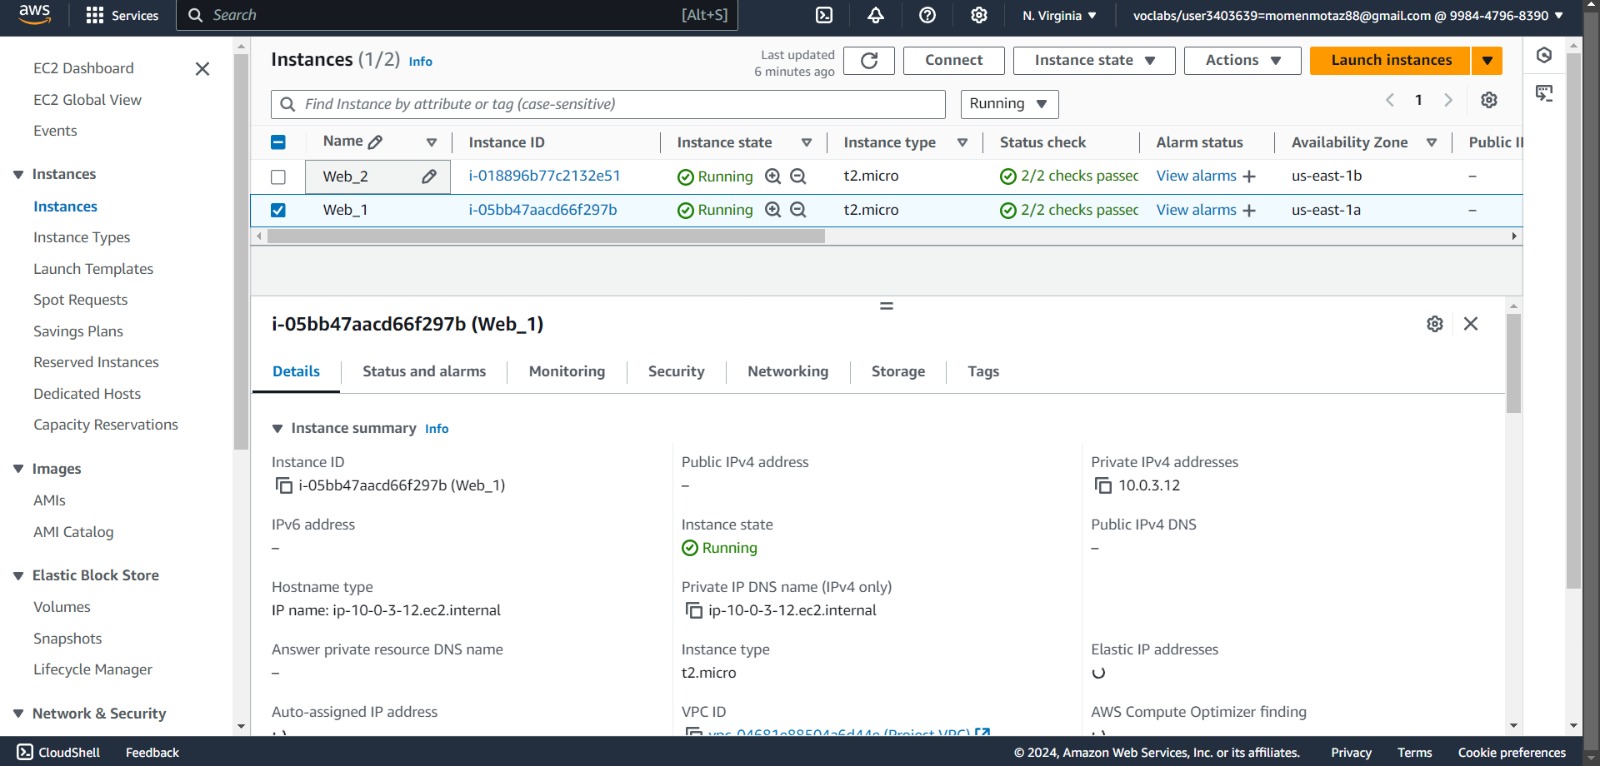 aws
Services
Search
[Alt+S]
N. Virginia
voclabs/user3403639=momenmotaz88@gmail.com @ 9984-4796-8390
EC2 Dashboard
EC2 Global View
Events
Instances
Instances
Instance Types
Launch Templates
Spot Requests
Savings Plans
Reserved Instances
Dedicated Hosts
Capacity Reservations
Images
AMIs
AMI Catalog
Elastic Block Store
Volumes
Snapshots
Lifecycle Manager
Network & Security
Instances (1/2) Info
Last updated
6 minutes ago
Connect
Instance state
Actions
Launch instances
Find Instance by attribute or tag (case-sensitive)
Running
1
Name Instance ID Instance state Instance type Status check Alarm status Availability Zone Public
Web_2 i-018896b77c2132e51 Running t2.micro 2/2 checks passec View alarms + us-east-1b –
Web_1 i-05bb47aacd66f297b Running t2.micro 2/2 checks passec View alarms + us-east-1a –
i-05bb47aacd66f297b (Web_1)
Details Status and alarms Monitoring Security Networking Storage Tags
Instance summary Info
Instance ID
i-05bb47aacd66f297b (Web_1)
Public IPv4 address
–
Private IPv4 addresses
10.0.3.12
IPv6 address
–
Instance state
Running
Public IPv4 DNS
–
Hostname type
IP name: ip-10-0-3-12.ec2.internal
Private IP DNS name (IPv4 only)
ip-10-0-3-12.ec2.internal
Answer private resource DNS name
–
Instance type
t2.micro
Elastic IP addresses
Auto-assigned IP address
VPC ID
vpc-04681e88504a6d44e (Project VPC)
AWS Compute Optimizer finding
CloudShell Feedback
© 2024, Amazon Web Services, Inc. or its affiliates. Privacy Terms Cookie preferences